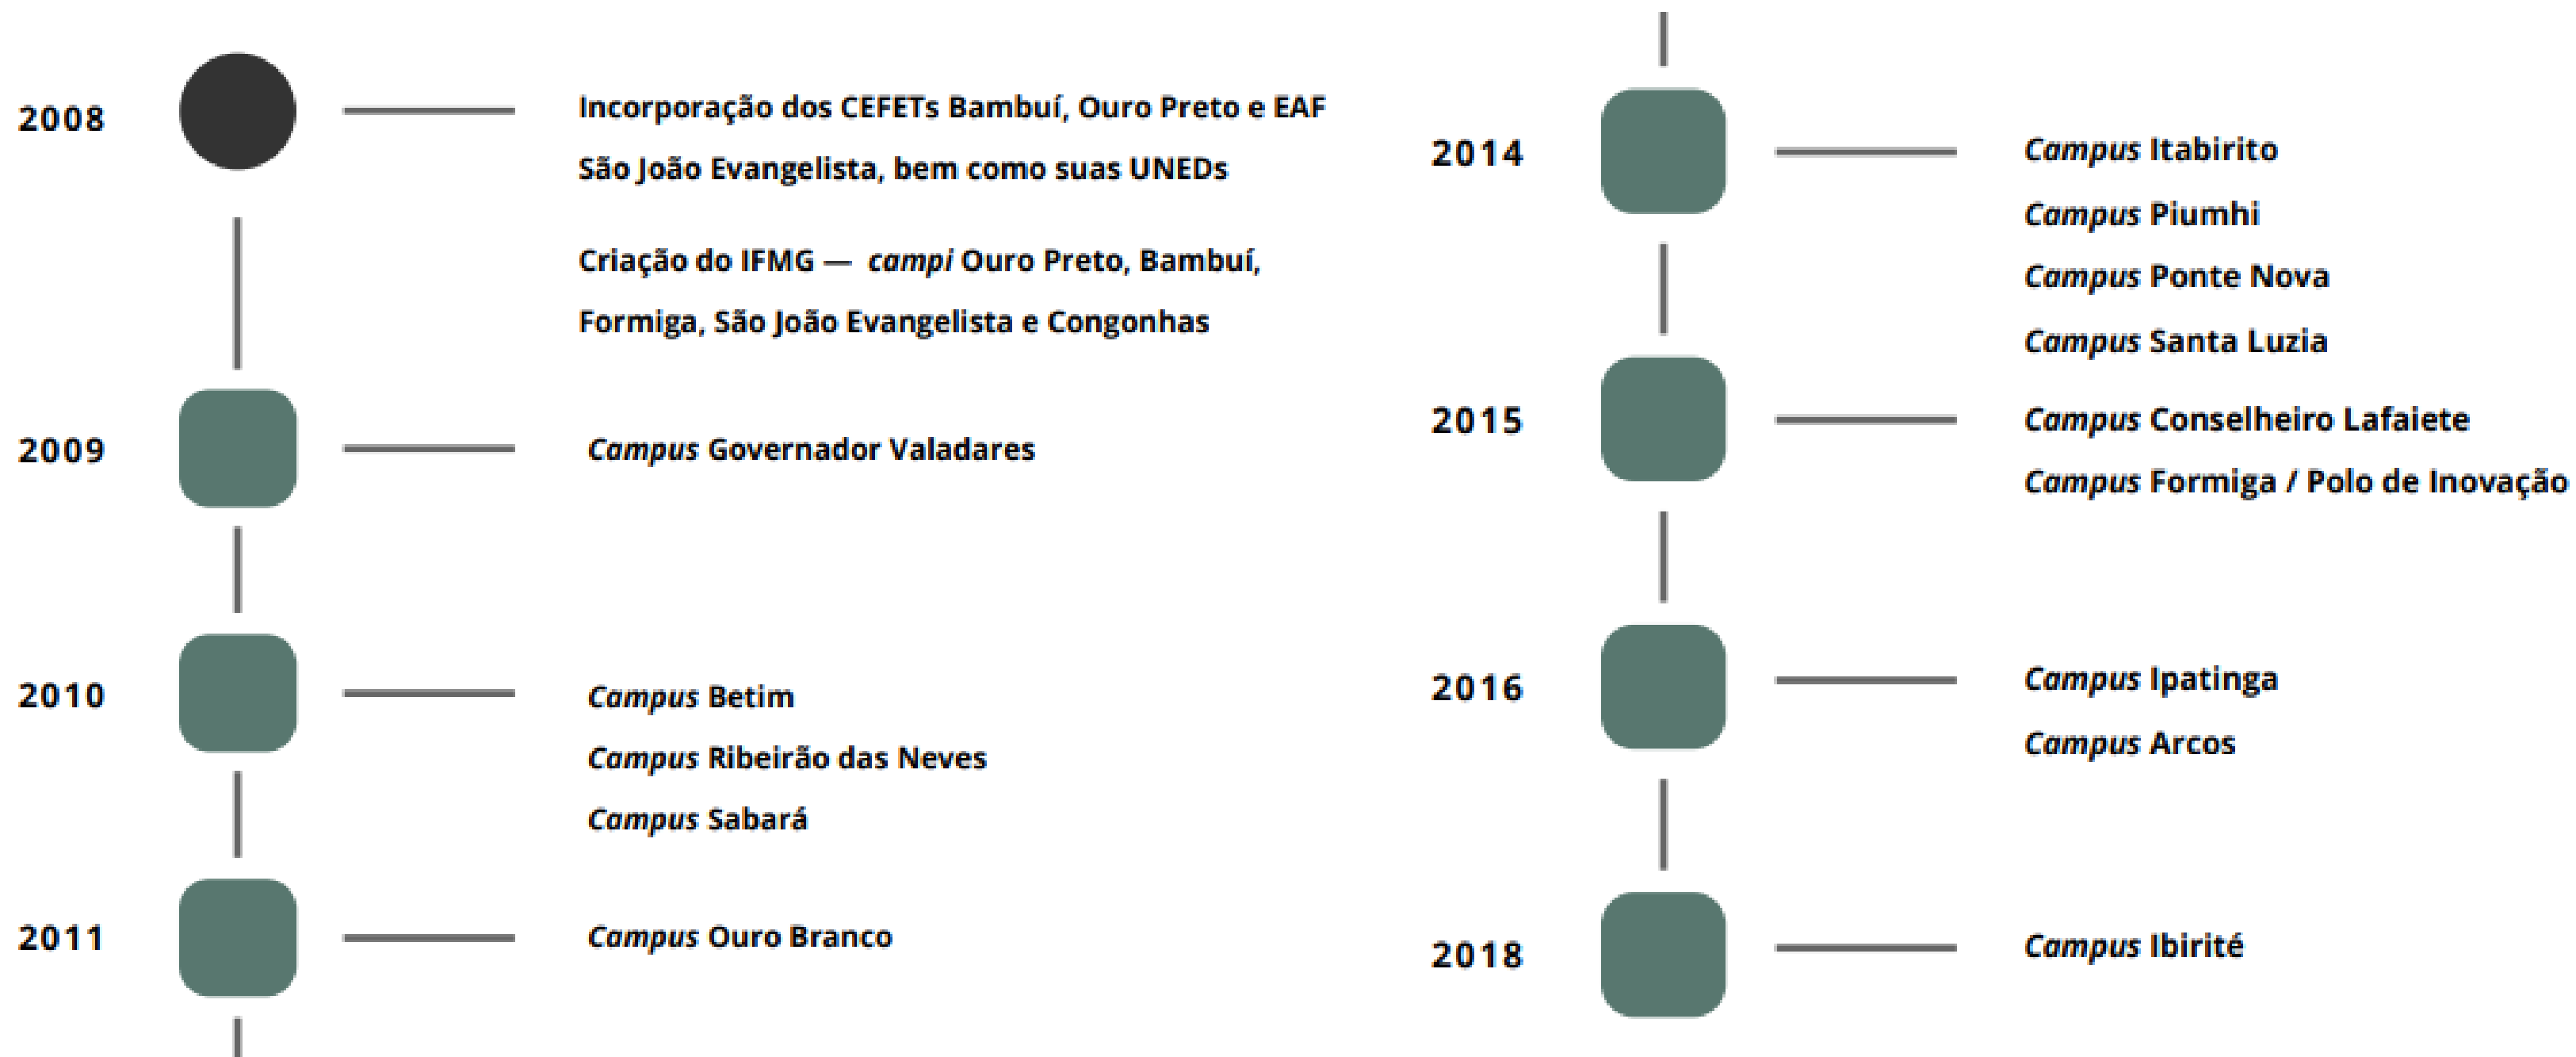 2008
Incorporação dos CEFETs Bambuí, Ouro Preto e EAF
São João Evangelista, bem como suas UNEDs
Criação do IFMG — campi Ouro Preto, Bambuí,
Formiga, São João Evangelista e Congonhas
2009
Campus Governador Valadares
2010
Campus Betim
Campus Ribeirão das Neves
Campus Sabará
2011
Campus Ouro Branco
2014
Campus Itabirito
Campus Piumhi
Campus Ponte Nova
Campus Santa Luzia
2015
Campus Conselheiro Lafaiete
Campus Formiga / Polo de Inovação
2016
Campus Ipatinga
Campus Arcos
2018
Campus Ibirité